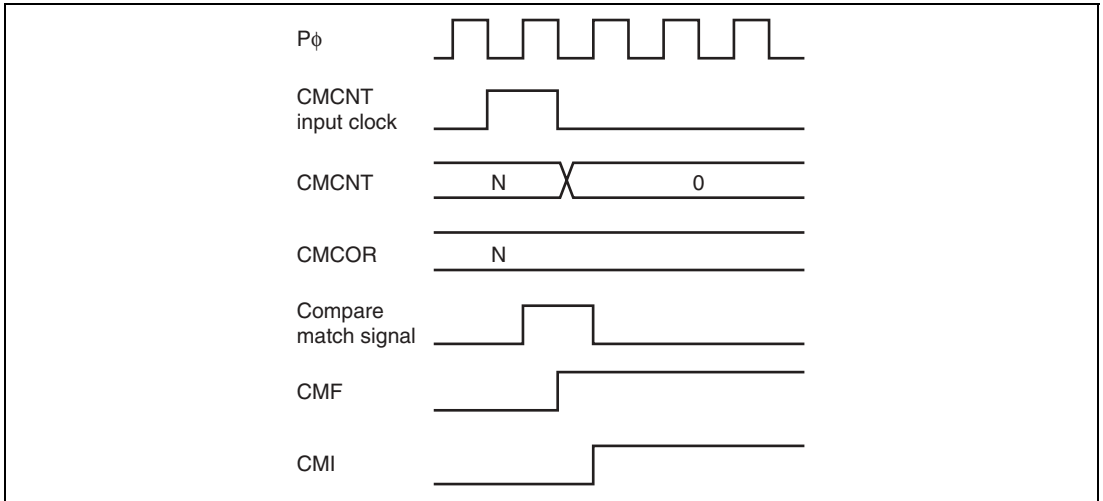 Pϕ
CMCNT
input clock
CMCNT N 0
CMCOR N
Compare
match signal
CMF
CMI